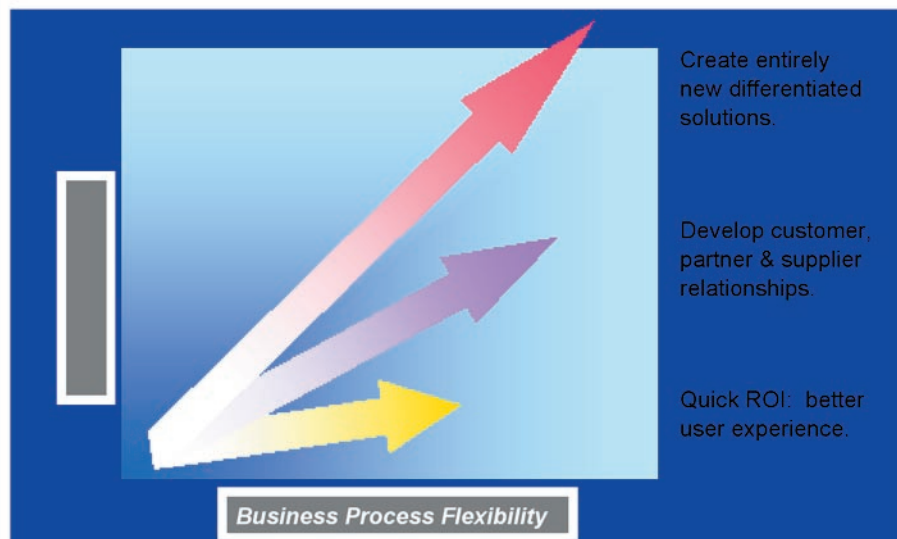 Create entirely
new differentiated
solutions.
Develop customer,
partner & supplier
relationships.
Quick ROI: better
user experience.
Business Process Flexibility